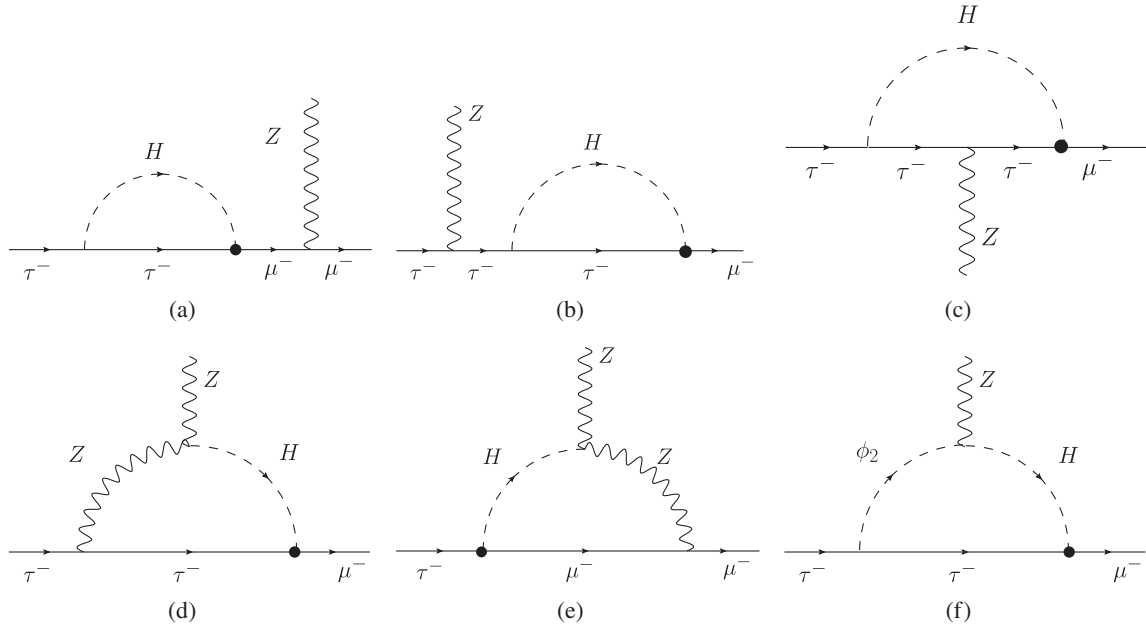 H
Z
τ⁻ τ⁻ μ⁻ μ⁻
(a)
Z
H
τ⁻ τ⁻ τ⁻ μ⁻
(b)
H
τ⁻ τ⁻ τ⁻ μ⁻
Z
(c)
Z
Z
H
τ⁻ τ⁻ μ⁻
(d)
Z
H Z
τ⁻ μ⁻ μ⁻
(e)
Z
ϕ₂ H
τ⁻ τ⁻ μ⁻
(f)